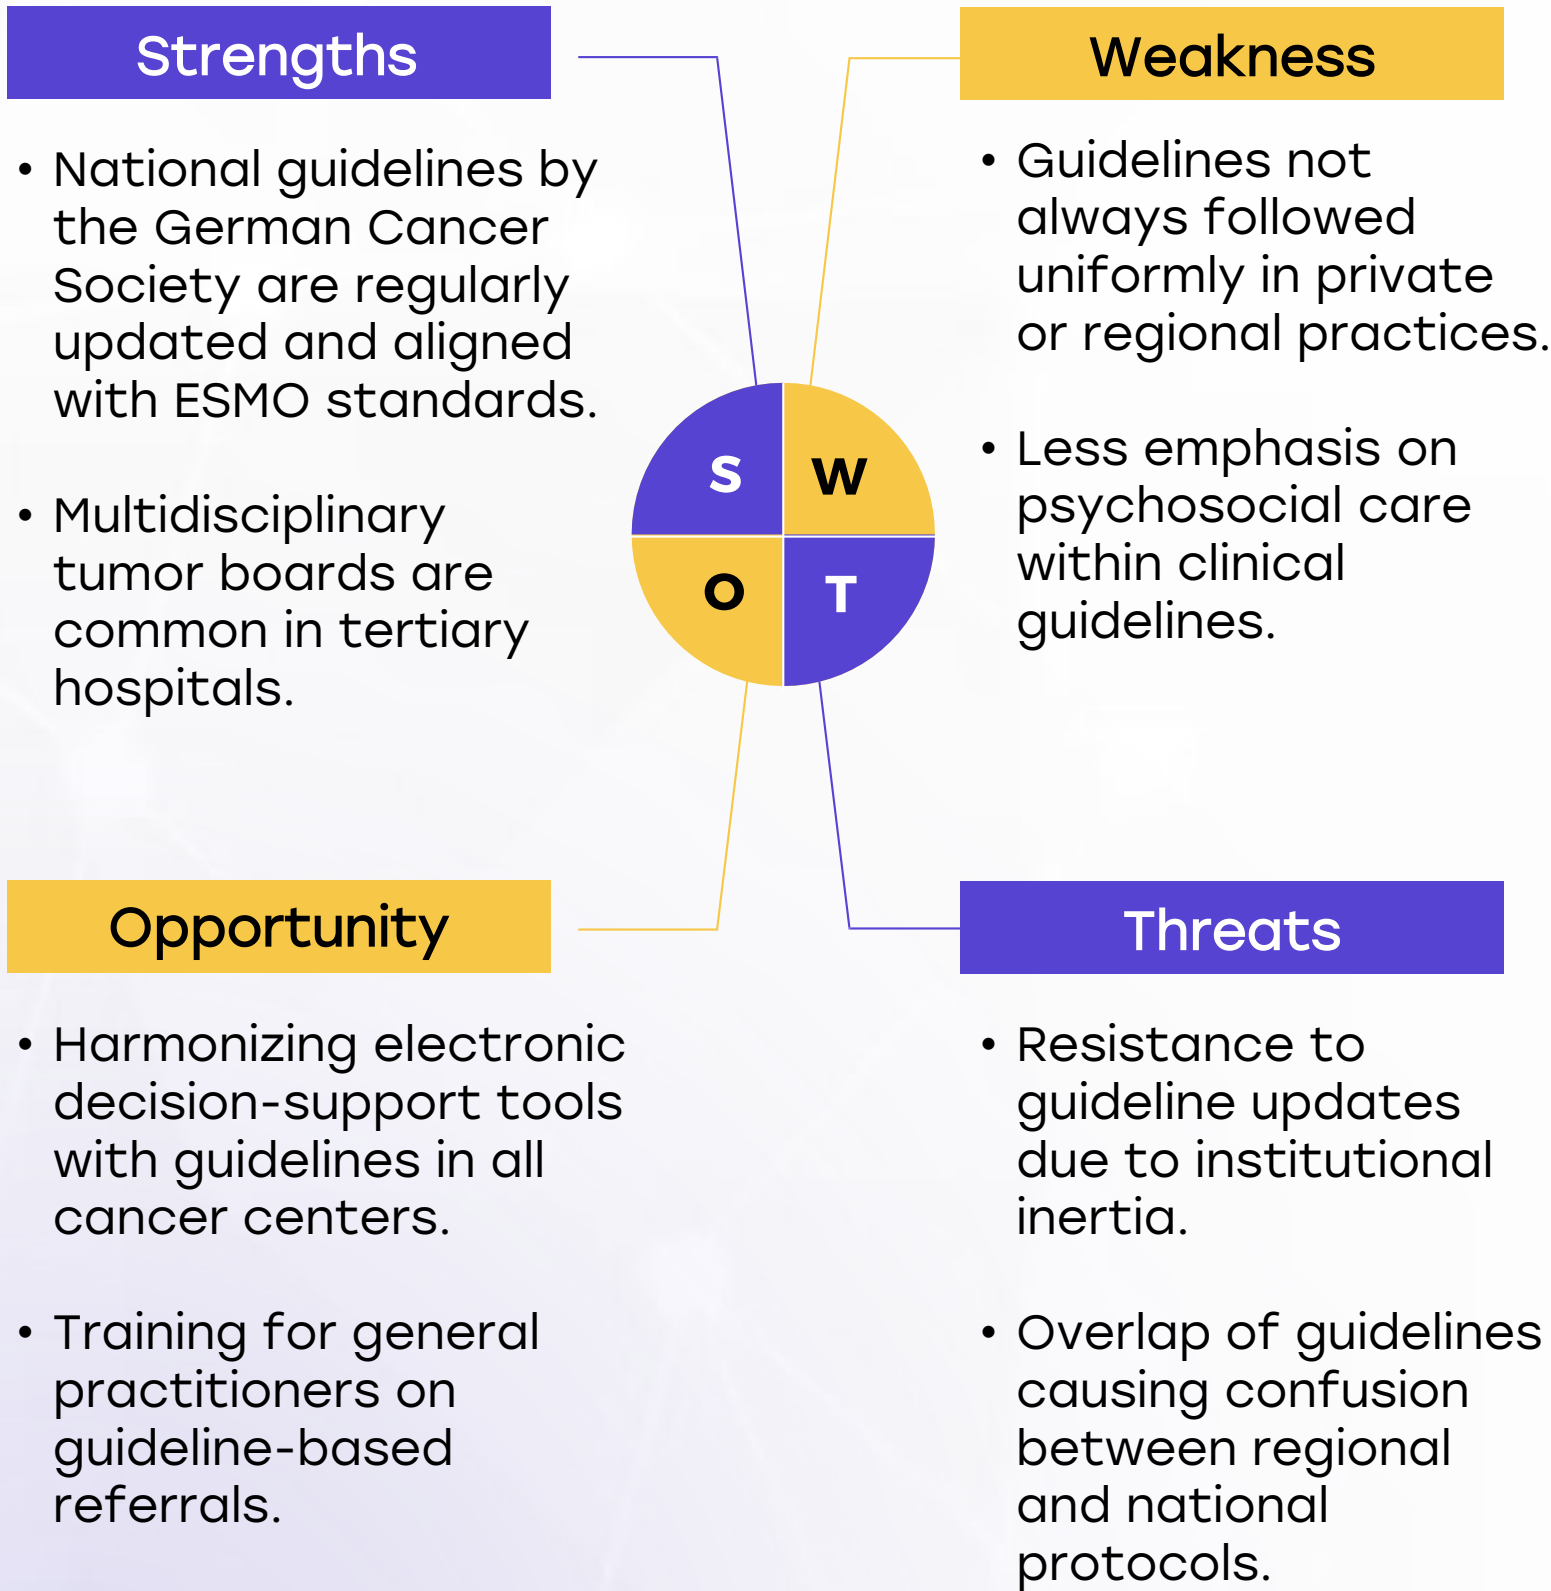 Strengths
• National guidelines by
the German Cancer
Society are regularly
updated and aligned
with ESMO standards.
• Multidisciplinary
tumor boards are
common in tertiary
hospitals.
Weakness
• Guidelines not
always followed
uniformly in private
or regional practices.
• Less emphasis on
psychosocial care
within clinical
guidelines.
S W
O T
Opportunity
• Harmonizing electronic
decision-support tools
with guidelines in all
cancer centers.
• Training for general
practitioners on
guideline-based
referrals.
Threats
• Resistance to
guideline updates
due to institutional
inertia.
• Overlap of guidelines
causing confusion
between regional
and national
protocols.